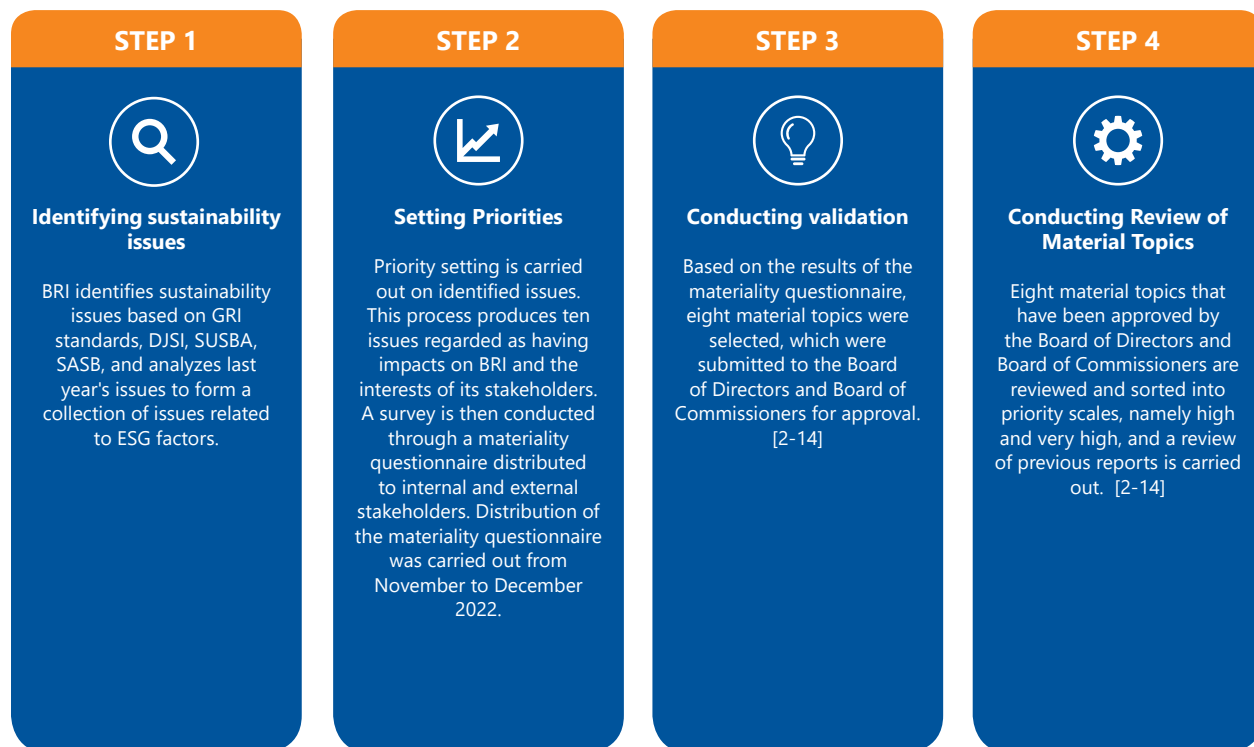 STEP 1
Identifying sustainability
issues
BRI identifies sustainability
issues based on GRI
standards, DJSI, SUSBA,
SASB, and analyzes last
year's issues to form a
collection of issues related
to ESG factors.
STEP 2
Setting Priorities
Priority setting is carried
out on identified issues.
This process produces ten
issues regarded as having
impacts on BRI and the
interests of its stakeholders.
A survey is then conducted
through a materiality
questionnaire distributed
to internal and external
stakeholders. Distribution of
the materiality questionnaire
was carried out from
November to December
2022.
STEP 3
Conducting validation
Based on the results of the
materiality questionnaire,
eight material topics were
selected, which were
submitted to the Board
of Directors and Board of
Commissioners for approval.
[2-14]
STEP 4
Conducting Review of
Material Topics
Eight material topics that
have been approved by
the Board of Directors and
Board of Commissioners are
reviewed and sorted into
priority scales, namely high
and very high, and a review
of previous reports is carried
out. [2-14]